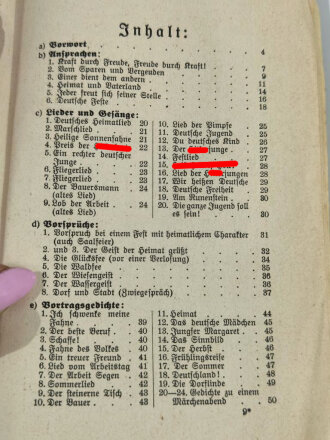 Inhalt:
a) Vorwort 4
b) Ansprachen:
1. Kraft durch Freude, Freude durch Kraft! 7
2. Vom Sparen und Vergeuden 9
3. Einer dient dem andern 11
4. Heimat und Vaterland 14
5. Jeder freut sich seiner Stelle 16
6. Deutsche Feste 18
c) Lieder und Gesänge:
1. Deutsches Heimatlied 20
2. Marschlied 21
3. Heilige Sonnenfahne 21
4. Preis der 22
5. Ein rechter deutscher
Junge 22
6. Fliegerlied 23
7. Fliegerlied 23
8. Der Bauersmann 24
(altes Lied)
9. Lob der Arbeit 24
(altes Lied)
10. Lied der Pimpfe 25
11. Deutsche Jugend 25
12. Du deutsches Kind 26
13. Der junge 27
14. Festlied 27
15. 28
16. Lied der H jungen 28
17. Wir heißen Deutsche 28
18. Deutsche Freiheit 29
19. Am Runenstein 30
20. Die ganze Jugend soll
es sein! 30
d) Vorsprüche:
1. Vorspruch bei einem Fest mit heimatlichem Charakter 31
(auch Saalfeier)
2. und 3. Der Geist der Heimat grüßt 32
4. Die Glücksfee (nur einer Verlosung) 34
5. Die Waldfee 35
6. Der Wiesengeist 36
7. Der Wassergeist 36
8. Dorf und Stadt (Zwiegespräch) 37
e) Vortragsgedichte:
1. Ich schwenke meine
Fahne 39
2. Der beste Beruf 40
3. Schaffe! 40
4. Fahne des Volkes 40
5. Ein treuer Freund 41
6. Lied vom Arbeitstag 41
7. Der Arbeit Segen 42
8. Sommerlied 42
9. Der steinerne Tisch 43
10. Der Bauer 43
11. Heimat 44
12. Das deutsche Mädchen 45
13. Jungfer Margaret 45
14. Das Sinnbild 46
15. Der Herbst 46
16. Frühlingsreise 46
17. Der Sommer 47
18. Deutschland! 48
19. Die Dorflinde 49
20.—24. Gedichte zu einem
Märchenabend 50
9*